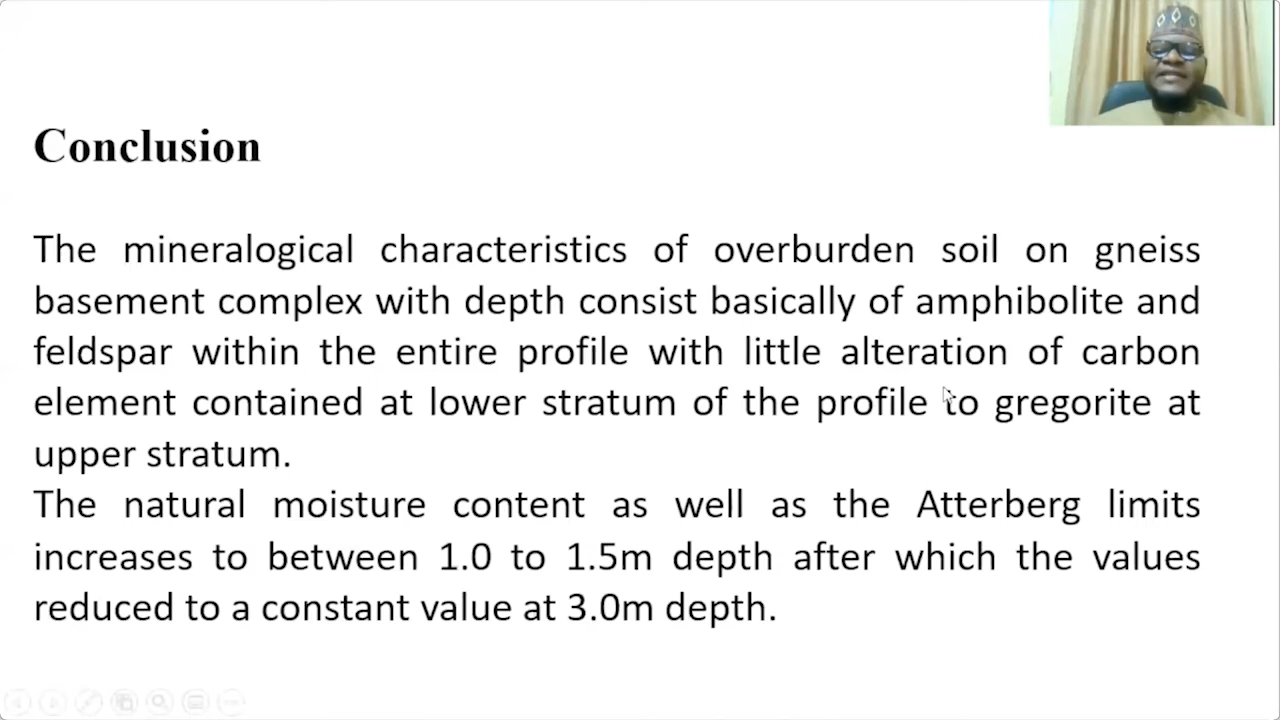 Conclusion
The mineralogical characteristics of overburden soil on gneiss
basement complex with depth consist basically of amphibolite and
feldspar within the entire profile with little alteration of carbon
element contained at lower stratum of the profile to gregorite at
upper stratum.
The natural moisture content as well as the Atterberg limits
increases to between 1.0 to 1.5m depth after which the values
reduced to a constant value at 3.0m depth.